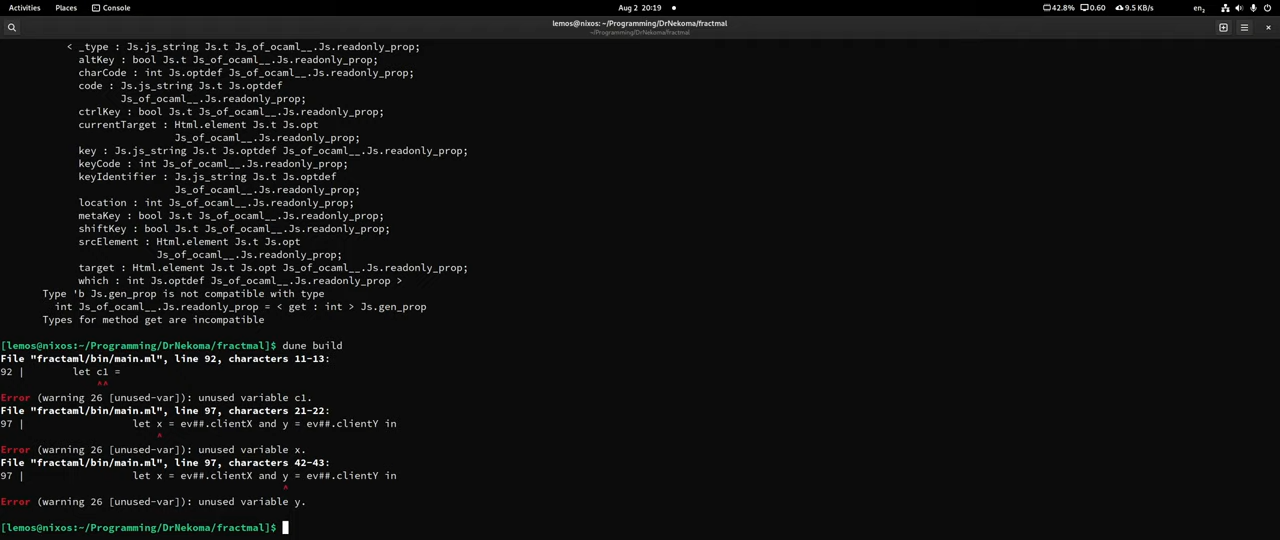 Activities Places Console Aug 2 20:19 42.8% 0.60 9.5 KB/s en₂
lemos@nixos: ~/Programming/DrNekoma/fractmal
~/Programming/DrNekoma/fractmal
< _type : Js.js_string Js.t Js_of_ocaml__.Js.readonly_prop;
altKey : bool Js.t Js_of_ocaml__.Js.readonly_prop;
charCode : int Js.optdef Js_of_ocaml__.Js.readonly_prop;
code : Js.js_string Js.t Js.optdef
Js_of_ocaml__.Js.readonly_prop;
ctrlKey : bool Js.t Js_of_ocaml__.Js.readonly_prop;
currentTarget : Html.element Js.t Js.opt
Js_of_ocaml__.Js.readonly_prop;
key : Js.js_string Js.t Js.optdef Js_of_ocaml__.Js.readonly_prop;
keyCode : int Js_of_ocaml__.Js.readonly_prop;
keyIdentifier : Js.js_string Js.t Js.optdef
Js_of_ocaml__.Js.readonly_prop;
location : int Js_of_ocaml__.Js.readonly_prop;
metaKey : bool Js.t Js_of_ocaml__.Js.readonly_prop;
shiftKey : bool Js.t Js_of_ocaml__.Js.readonly_prop;
srcElement : Html.element Js.t Js.opt
Js_of_ocaml__.Js.readonly_prop;
target : Html.element Js.t Js.opt Js_of_ocaml__.Js.readonly_prop;
which : int Js.optdef Js_of_ocaml__.Js.readonly_prop >
Type 'b Js.gen_prop is not compatible with type
int Js_of_ocaml__.Js.readonly_prop = < get : int > Js.gen_prop
Types for method get are incompatible
[lemos@nixos:~/Programming/DrNekoma/fractmal]$ dune build
File "fractaml/bin/main.ml", line 92, characters 11-13:
92 | let c1 =
^^
Error (warning 26 [unused-var]): unused variable c1.
File "fractaml/bin/main.ml", line 97, characters 21-22:
97 | let x = ev##.clientX and y = ev##.clientY in
^
Error (warning 26 [unused-var]): unused variable x.
File "fractaml/bin/main.ml", line 97, characters 42-43:
97 | let x = ev##.clientX and y = ev##.clientY in
^
Error (warning 26 [unused-var]): unused variable y.
[lemos@nixos:~/Programming/DrNekoma/fractmal]$